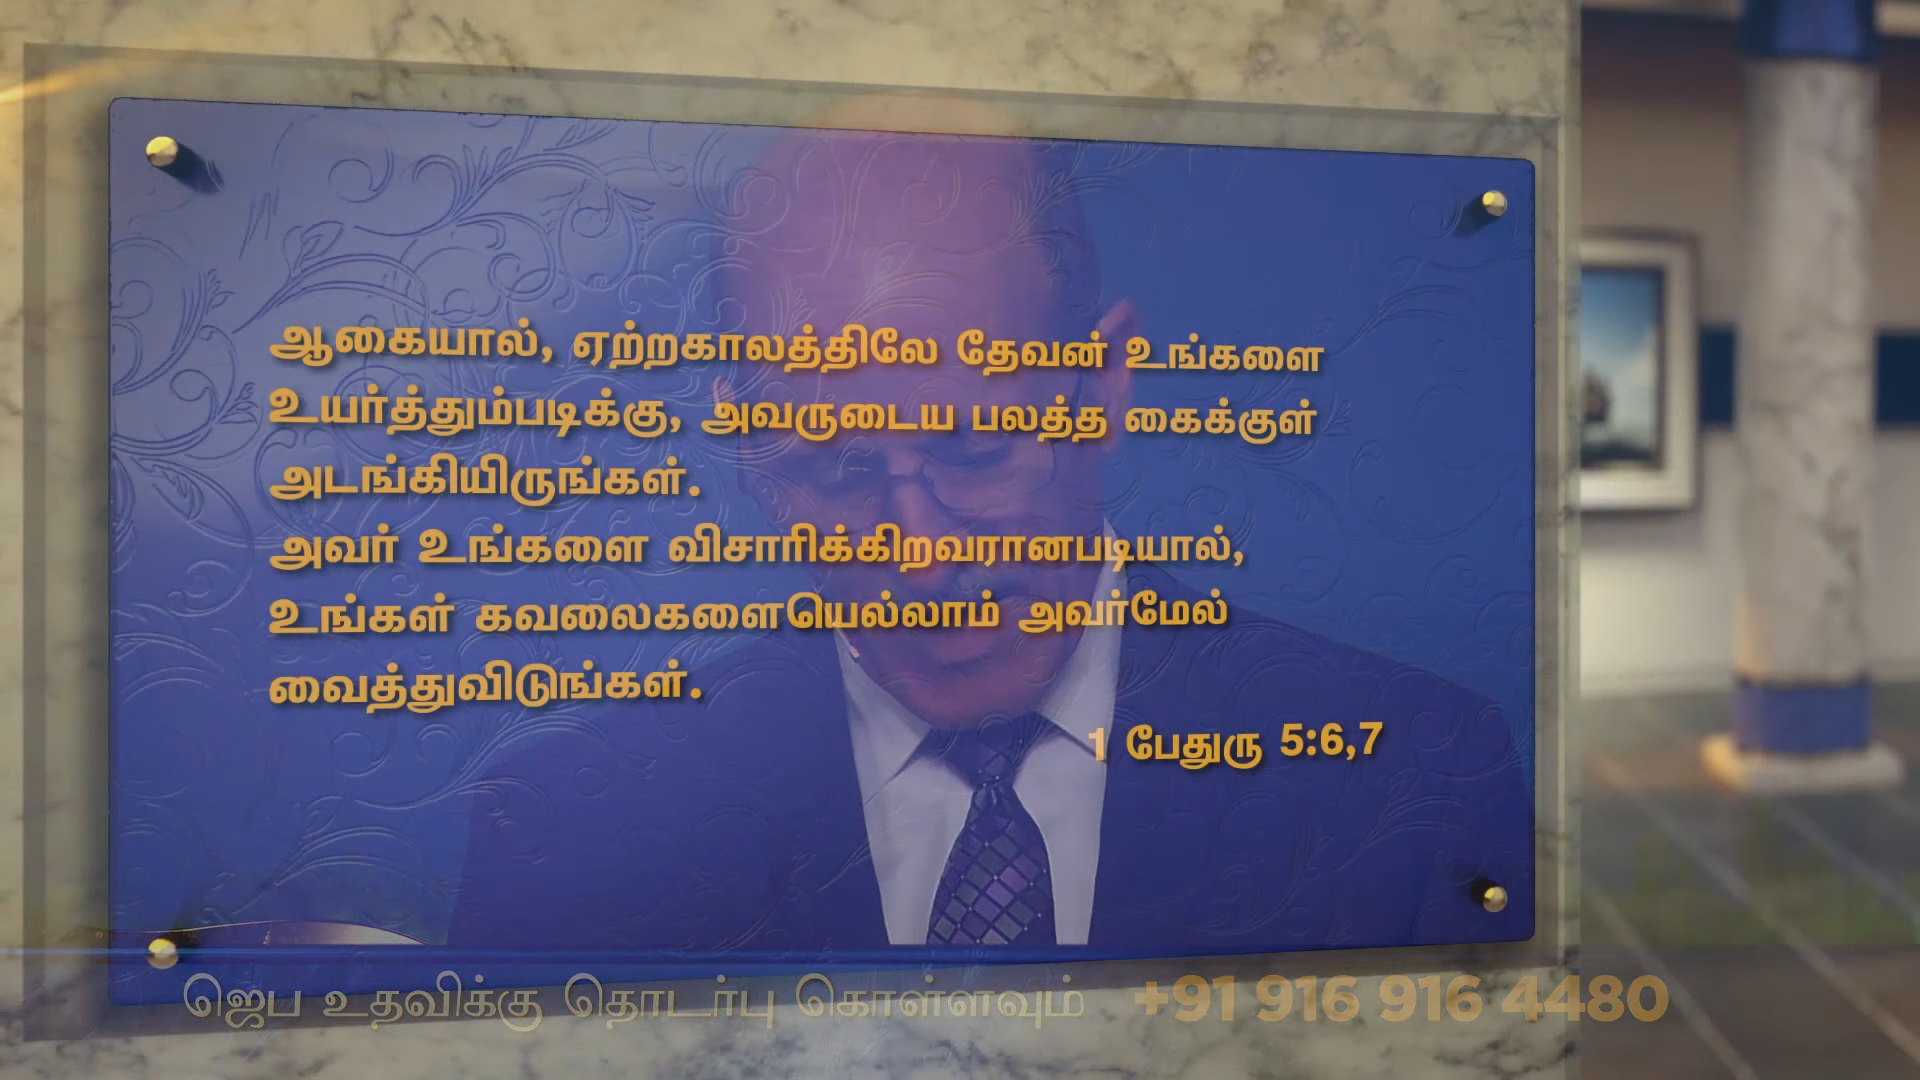 ஆகையால், ஏற்றகாலத்திலே தேவன் உங்களை
உயர்த்தும்படிக்கு, அவருடைய பலத்த கைக்குள்
அடங்கியிருங்கள்.
அவர் உங்களை விசாரிக்கிறவரானபடியால்,
உங்கள் கவலைகளையெல்லாம் அவர்மேல்
வைத்துவிடுங்கள்.
1 பேதுரு 5:6,7
ஜெப உதவிக்கு தொடர்பு கொள்ளவும் +91 916 916 4480